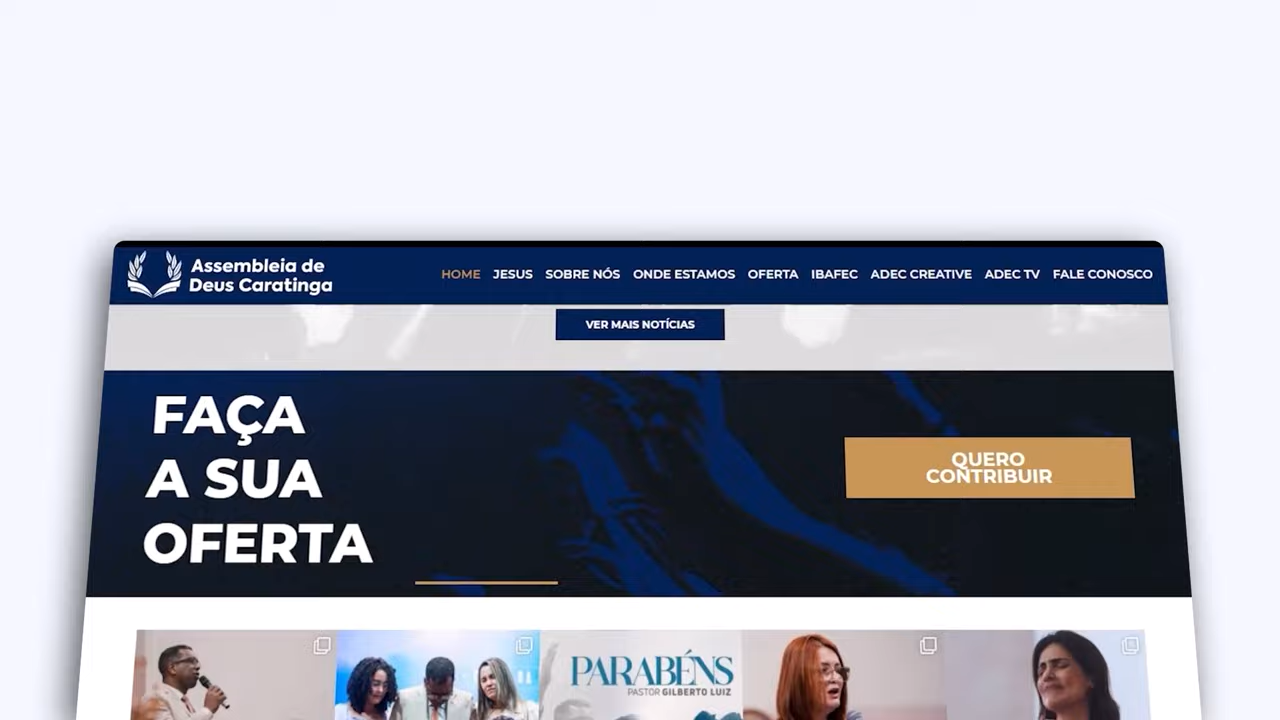 Assembleia de
Deus Caratinga
HOME JESUS SOBRE NÓS ONDE ESTAMOS OFERTA IBAFEC ADEC CREATIVE ADEC TV FALE CONOSCO
VER MAIS NOTÍCIAS
FAÇA
A SUA
OFERTA
QUERO
CONTRIBUIR
PARABÉNS
PASTOR GILBERTO LUIZ